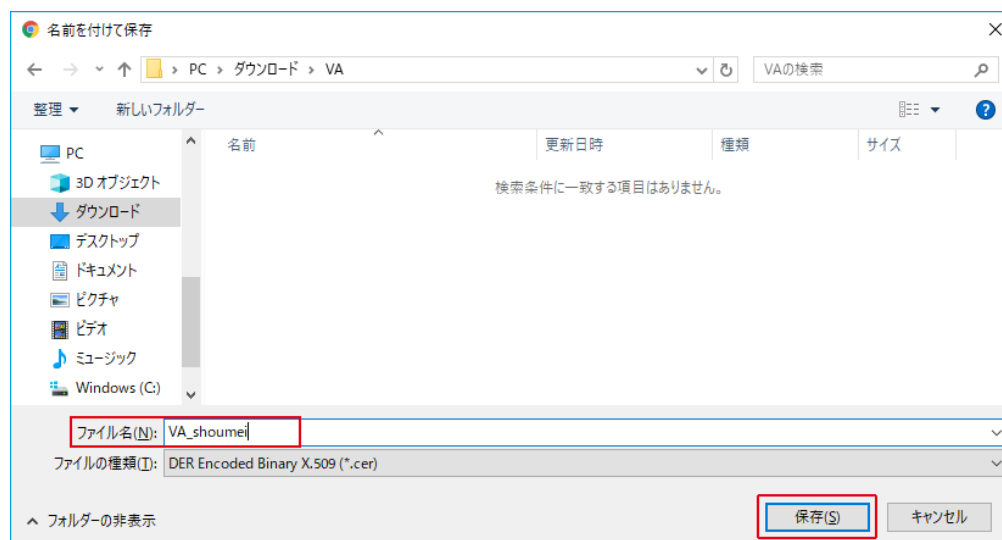 名前を付けて保存
> PC > ダウンロード > VA
VAの検索
整理 新しいフォルダー
名前 更新日時 種類 サイズ
検索条件に一致する項目はありません。
PC
3D オブジェクト
ダウンロード
デスクトップ
ドキュメント
ピクチャ
ビデオ
ミュージック
Windows (C:)
ファイル名(N): VA_shoumei
ファイルの種類(T): DER Encoded Binary X.509 (*.cer)
フォルダーの非表示
保存(S) キャンセル